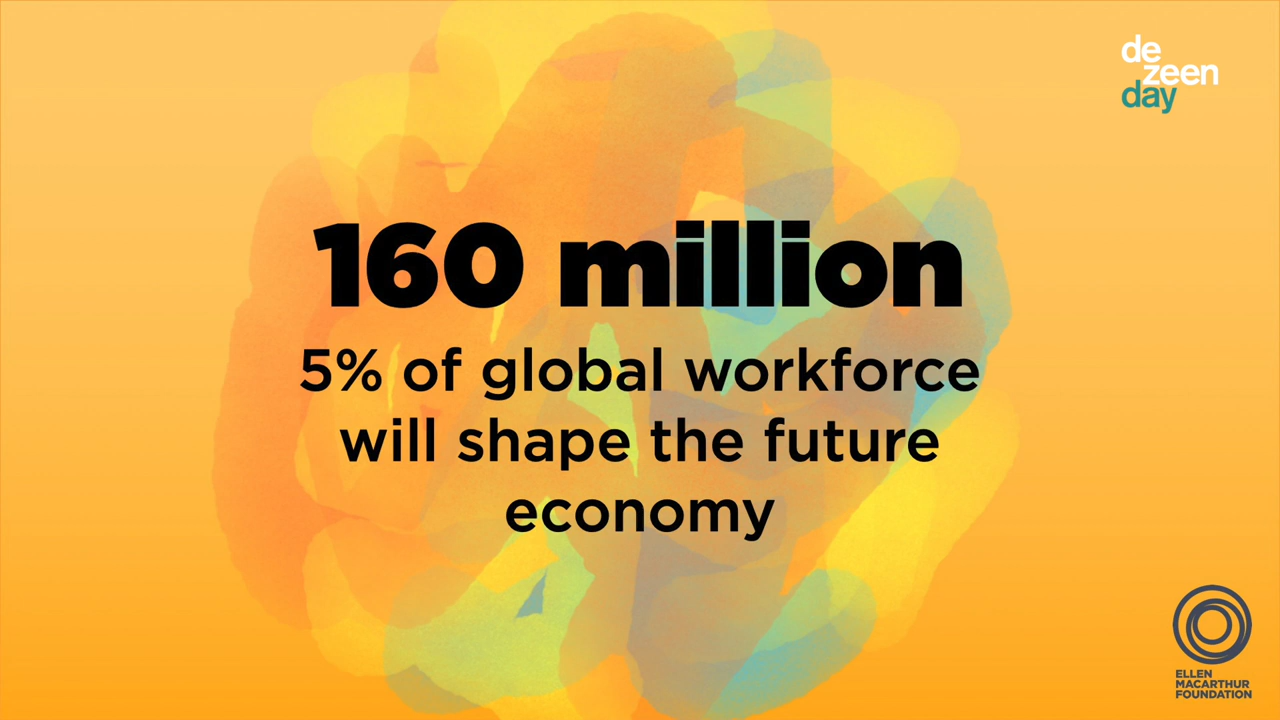 de
zeen
day
160 million
5% of global workforce
will shape the future
economy
ELLEN
MACARTHUR
FOUNDATION